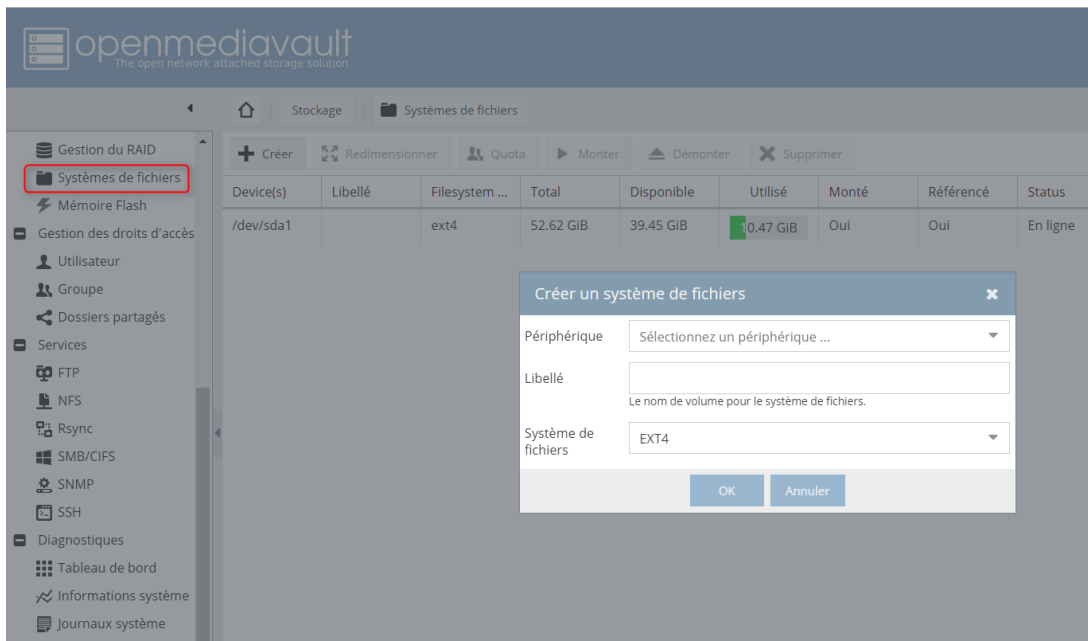 openmediavault
The open network attached storage solution
Stockage
Systèmes de fichiers
Gestion du RAID
Systèmes de fichiers
Mémoire Flash
Gestion des droits d'accès
Utilisateur
Groupe
Dossiers partagés
Services
FTP
NFS
Rsync
SMB/CIFS
SNMP
SSH
Diagnostiques
Tableau de bord
Informations système
Journaux système
Créer Redimensionner Quota Monter Démonter Supprimer
Device(s) Libellé Filesystem ... Total Disponible Utilisé Monté Référencé Status
/dev/sda1 ext4 52.62 GiB 39.45 GiB 10.47 GiB Oui Oui En ligne
Créer un système de fichiers
Périphérique Sélectionnez un périphérique ...
Libellé
Le nom de volume pour le système de fichiers.
Système de fichiers EXT4
OK Annuler